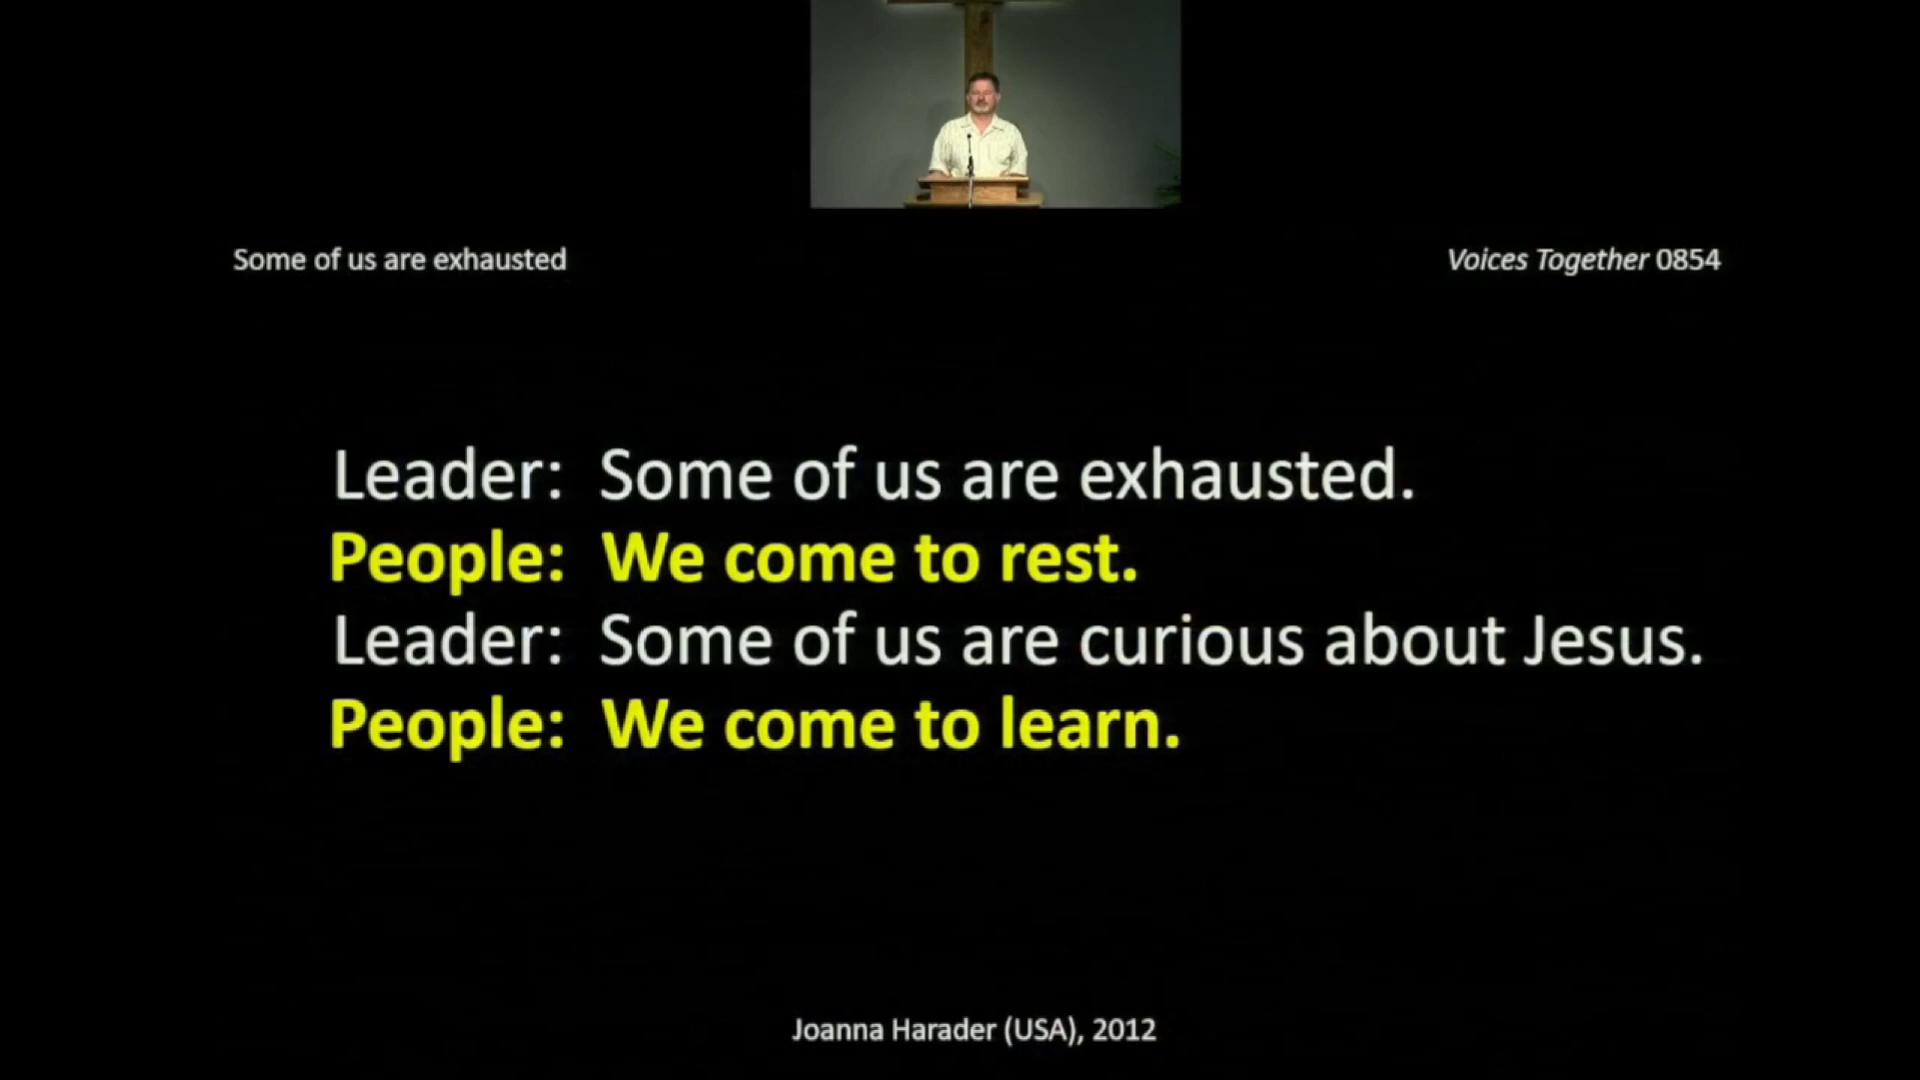 Some of us are exhausted
Voices Together 0854
Leader: Some of us are exhausted.
People: We come to rest.
Leader: Some of us are curious about Jesus.
People: We come to learn.
Joanna Harader (USA), 2012